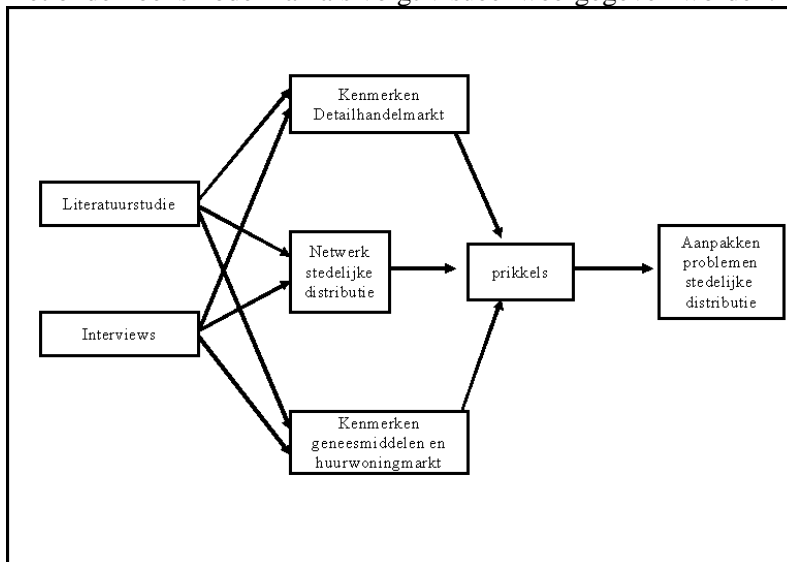 Kenmerken
Detailhandelmarkt
Literatuurstudie
Netwerk
stedelijke
distributie
prikkels
Aanpakken
problemen
stedelijke
distributie
Interviews
Kenmerken
geneesmiddelen en
huurwoningmarkt